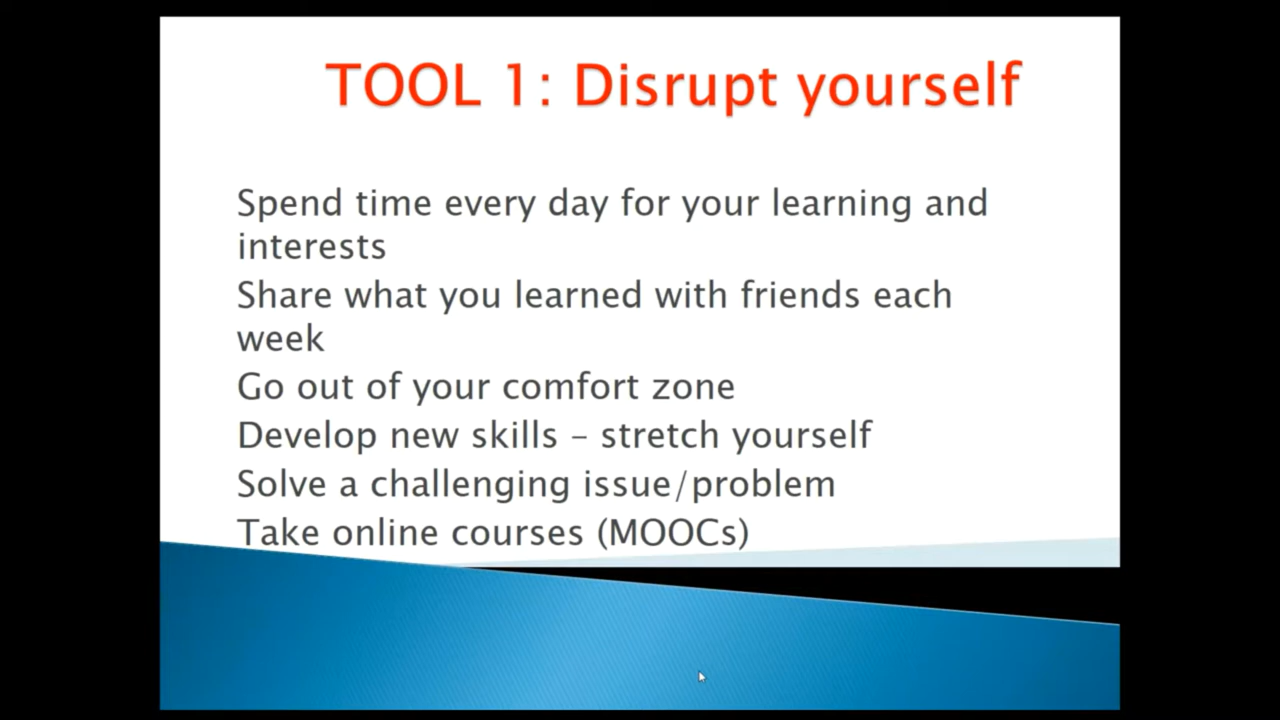 TOOL 1: Disrupt yourself
Spend time every day for your learning and
interests
Share what you learned with friends each
week
Go out of your comfort zone
Develop new skills – stretch yourself
Solve a challenging issue/problem
Take online courses (MOOCs)